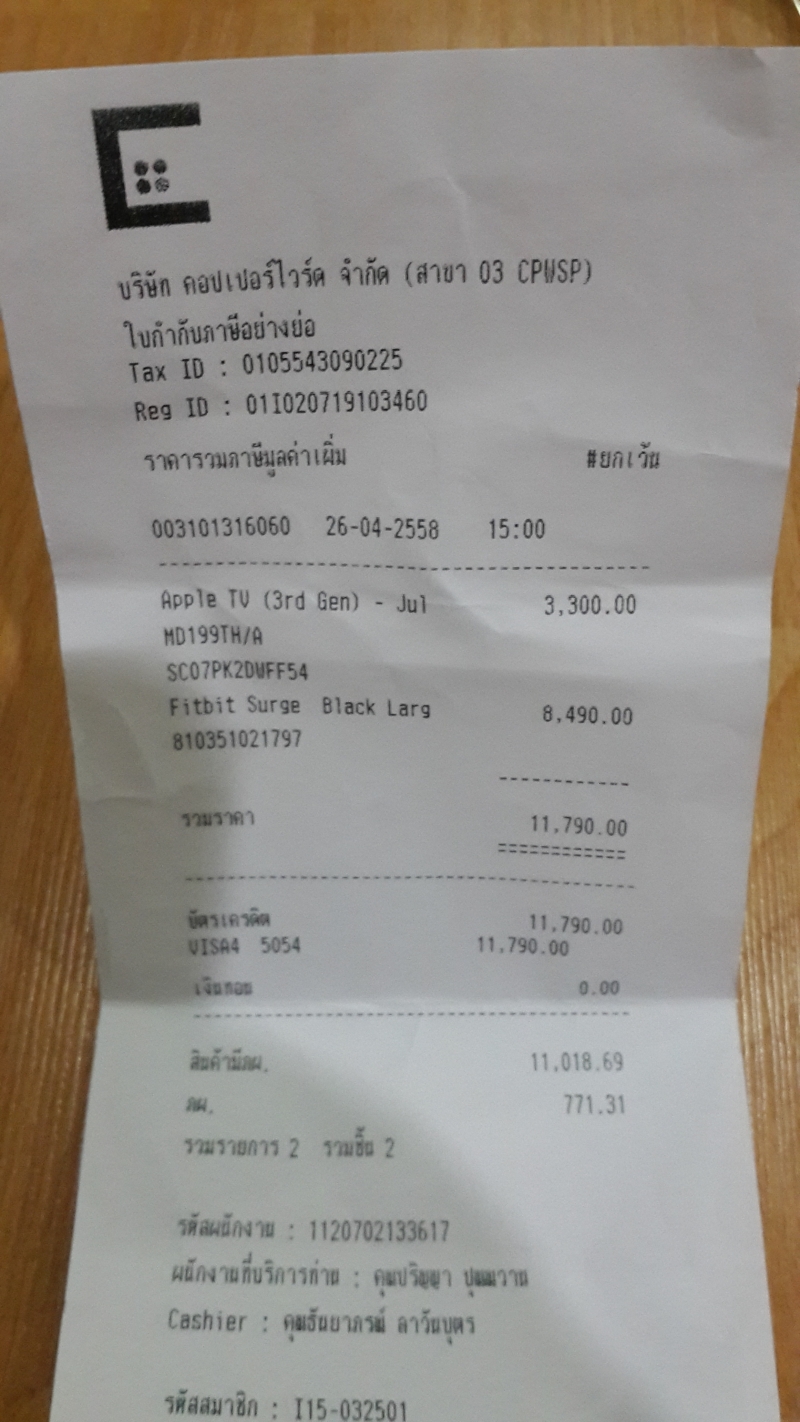 บริษัท คอปเปอร์ไวร์ด จำกัด (สาขา 03 CPWSP)
ใบกำกับภาษีอย่างย่อ
Tax ID : 0105543090225
Reg ID : 01I020719103460
ราคารวมภาษีมูลค่าเพิ่ม #ยกเว้น
003101316060 26-04-2558 15:00
Apple TV (3rd Gen) - Jul 3,300.00
MD199TH/A
SC07PK2DWFF54
Fitbit Surge Black Larg 8,490.00
810351021797
รวมราคา 11,790.00
บัตรเครดิต 11,790.00
VISA4 5054 11,790.00
เงินทอน 0.00
สินค้ามีภพ. 11,018.69
ภพ. 771.31
รวมรายการ 2 รวมชิ้น 2
รหัสพนักงาน : 1120702133617
พนักงานที่บริการท่าน : คุณปริญญา
Cashier : คุณธันยาภรณ์ ลาวันบุตร
รหัสสมาชิก : I15-032501